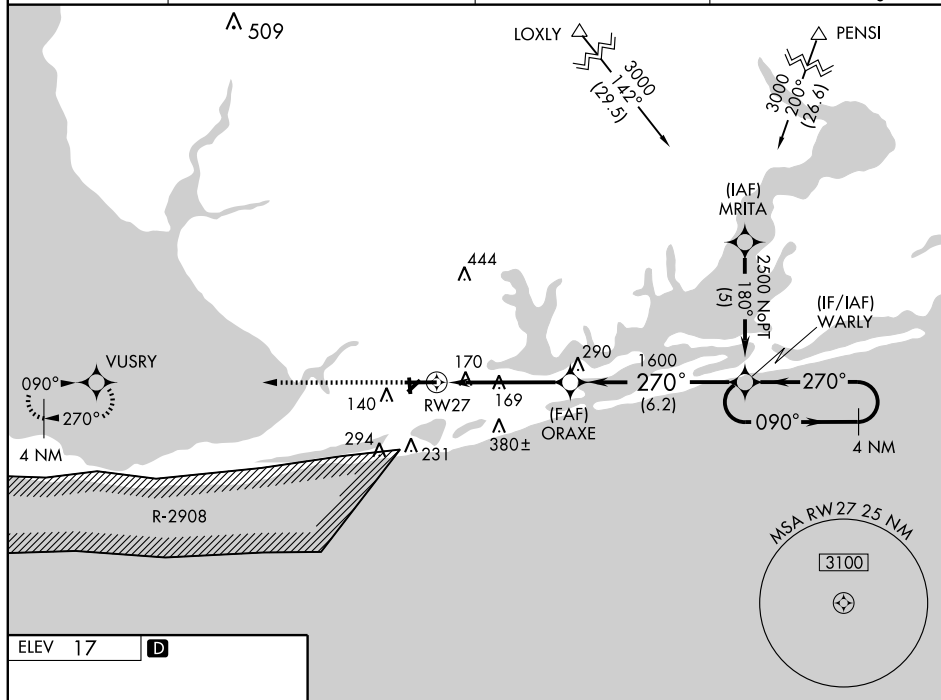 509
LOXLY
3000
142°
(29.5)
PENSI
3000
200°
(26.6)
(IAF)
MRITA
2500 NoPT
180°
(5)
(IF/IAF)
WARLY
444
VUSRY
090°
270°
4 NM
140
RW27
170
169
290
(FAF)
ORAXE
1600
270°
(6.2)
270°
090°
4 NM
294
231
380±
R-2908
MSA RW27 25 NM
3100
ELEV 17
D